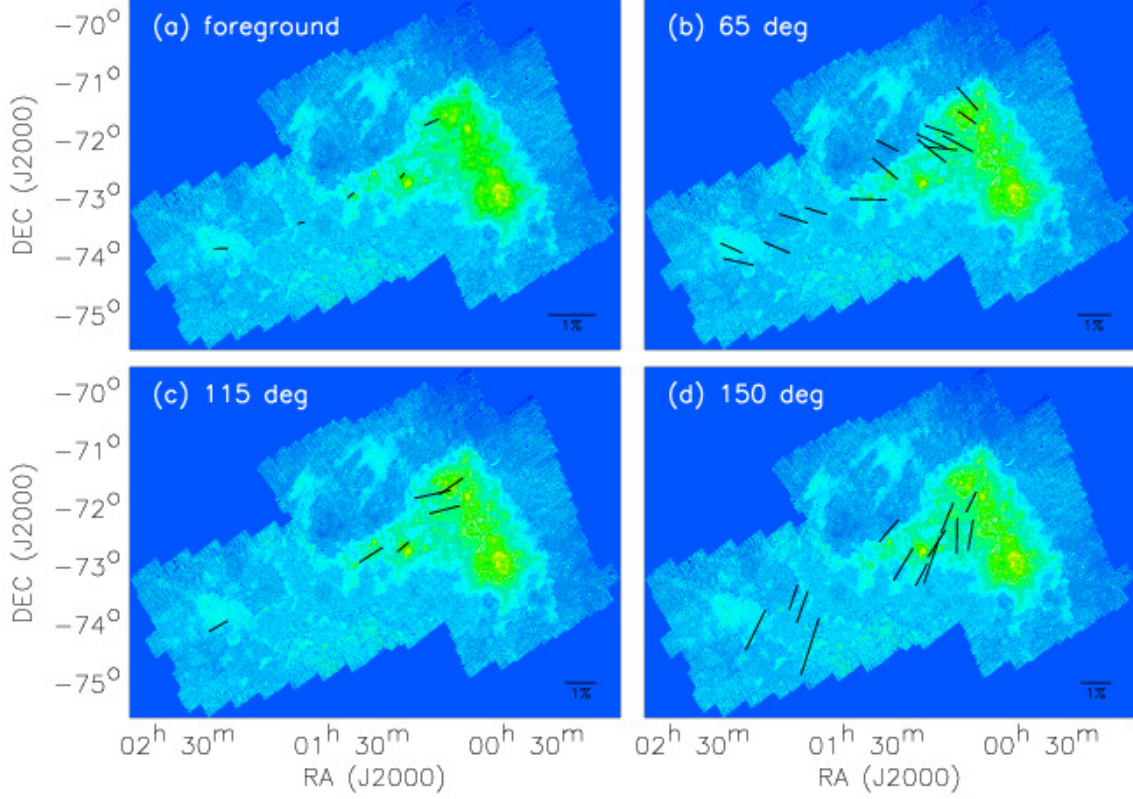 (a) foreground
(b) 65 deg
−70°
−71°
−72°
−73°
−74°
−75°
DEC (J2000)
1%
1%
(c) 115 deg
(d) 150 deg
−70°
−71°
−72°
−73°
−74°
−75°
DEC (J2000)
1%
1%
02ʰ 30ᵐ
01ʰ 30ᵐ
00ʰ 30ᵐ
02ʰ 30ᵐ
01ʰ 30ᵐ
00ʰ 30ᵐ
RA (J2000)
RA (J2000)